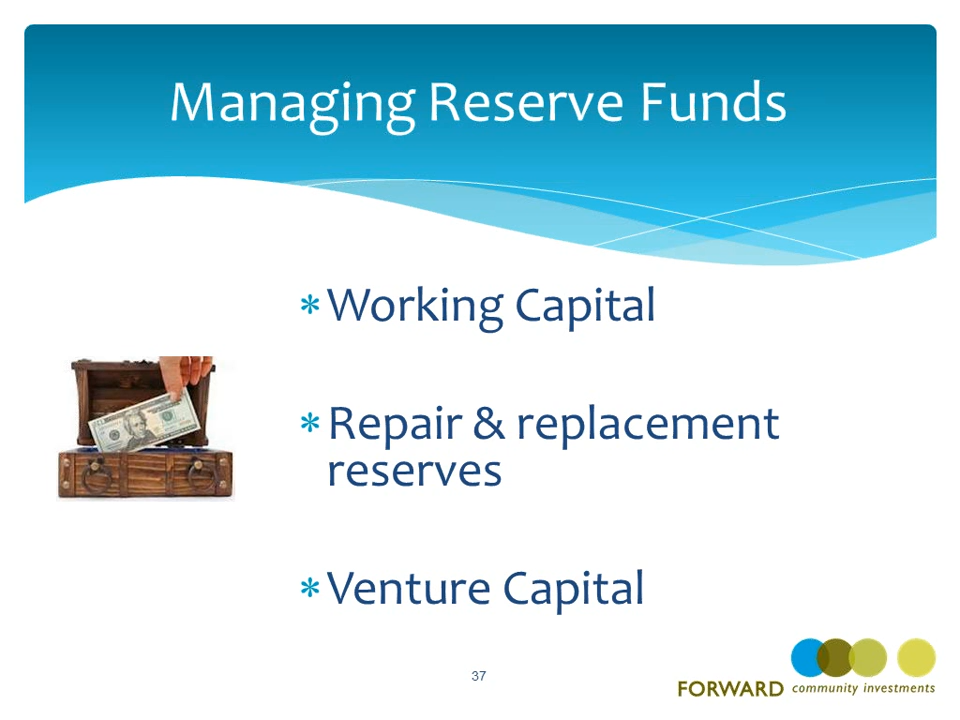 Managing Reserve Funds
*Working Capital
*Repair & replacement
reserves
*Venture Capital
37
FORWARD community investments